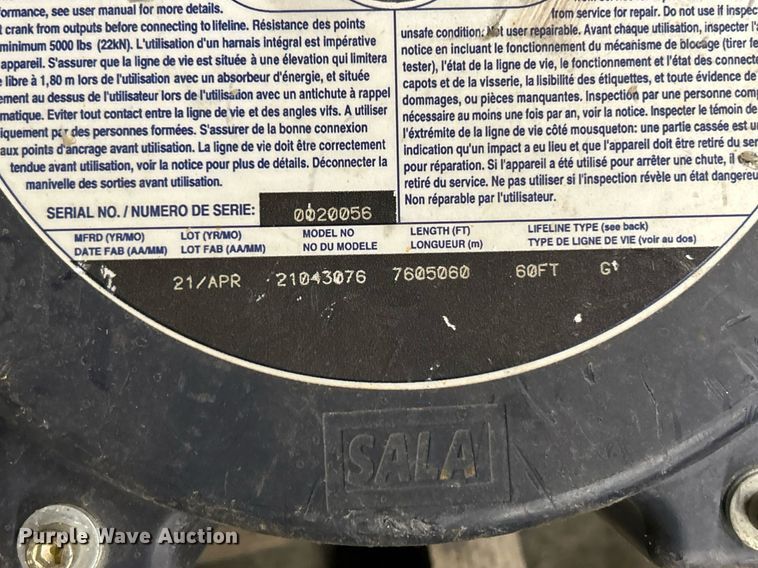 formance, see user manual for more details.
t crank from outputs before connecting to lifeline. Résistance des points
minimum 5000 lbs (22kN). L'utilisation d'un harnais intégral est impérative
appareil. S'assurer que la ligne de vie est située à une élévation qui limitera
e libre à 1,80 m lors de l'utilisation avec un absorbeur d'énergie, et située
ement au dessus de l'utilisateur lors de l'utilisation avec un antichute à rappel
matique. Eviter tout contact entre la ligne de vie et des angles vifs. A utiliser
iquement par des personnes formées. S'assurer de la bonne connection
aux points d'ancrage avant utilisation. La ligne de vie doit être correctement
tendue avant utilisation, voir la notice pour plus de détails. Déconnecter la
manivelle des sorties avant utilisation.
from service for repair. Do not use if inspec
unsafe condition: Not user repairable. Avant chaque utilisation, inspecter l'
notice en incluant le fonctionnement du mécanisme de blocage (tirer fe
tester), l'état de la ligne de vie, le fonctionnement et l'état des connecte
capots et de la visserie, la lisibilité des étiquettes, et toute évidence de
dommages, ou pièces manquantes. Inspection par une personne comp
nécessaire au moins une fois par an, voir la notice. Inspecter le témoin de
l'éxtrémite de la ligne de vie côté mousqueton: une partie cassée est un
indication qu'un impact a eu lieu et que l'appareil doit être retiré du serv
pour réparation. Si l'appareil a été utilisé pour arrêter une chute, il
retiré du service. Ne pas utiliser si l'inspection révèle un état dangereu
Non réparable par l'utilisateur.
SERIAL NO. / NUMERO DE SERIE: 0020056
MFRD (YR/MO) LOT (YR/MO) MODEL NO LENGTH (FT) LIFELINE TYPE (see back)
DATE FAB (AA/MM) LOT FAB (AA/MM) NO DU MODELE LONGUEUR (m) TYPE DE LIGNE DE VIE (voir au dos)
21/APR 21043076 7605060 60FT G
SALA
Purple Wave Auction